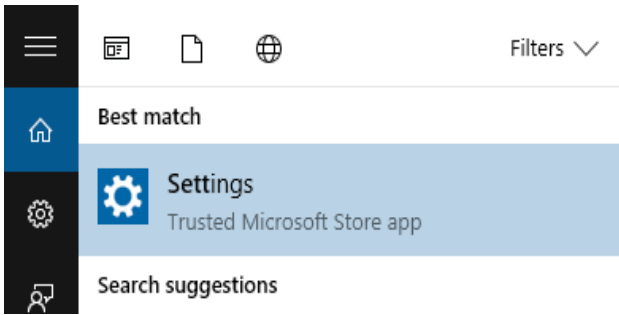 Filters
Best match
Settings
Trusted Microsoft Store app
Search suggestions